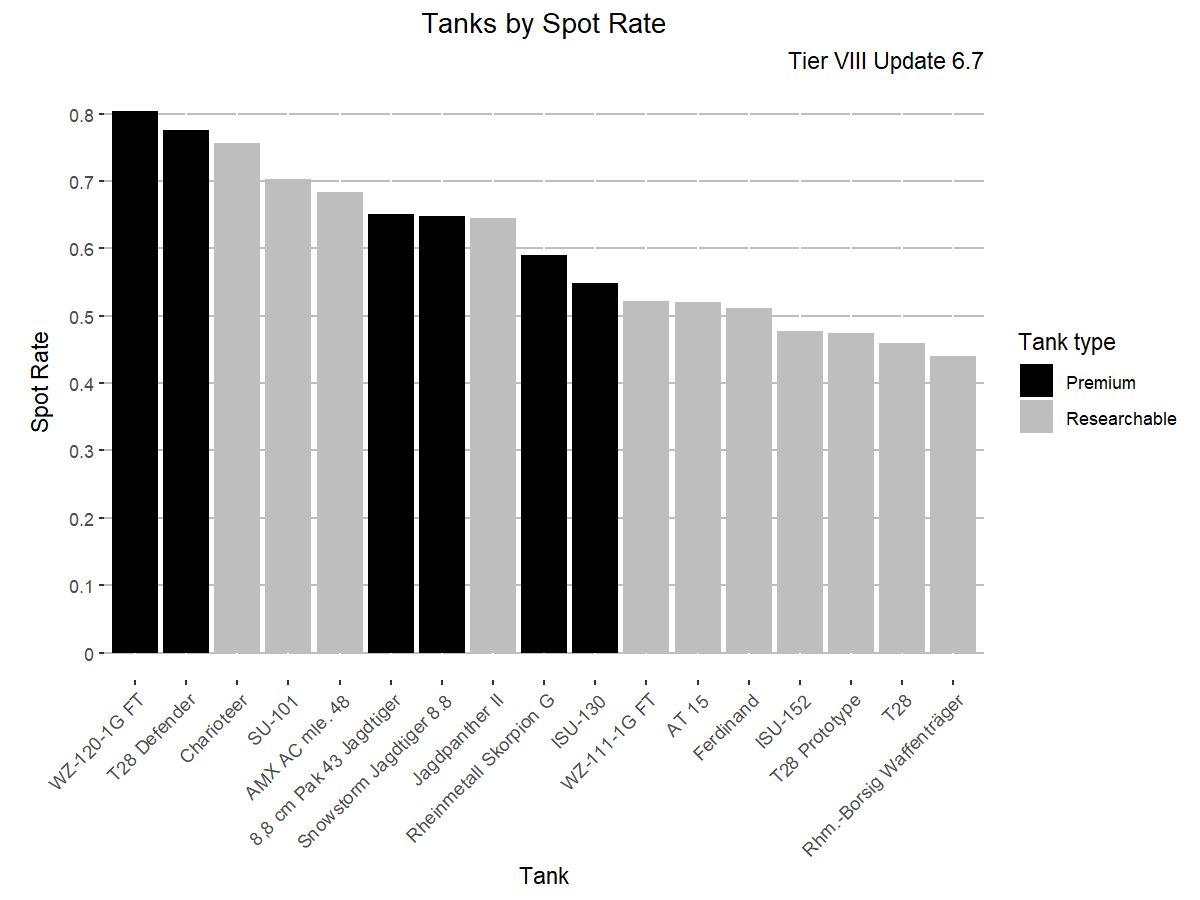 Tanks by Spot Rate
Tier VIII Update 6.7
Spot Rate
0.8
0.7
0.6
0.5
0.4
0.3
0.2
0.1
0
WZ-120-1G FT
T28 Defender
Charioteer
SU-101
AMX AC mle. 48
8,8 cm Pak 43 Jagdtiger
Snowstorm Jagdtiger 8.8
Jagdpanther II
Rheinmetall Skorpion G
ISU-130
WZ-111-1G FT
AT 15
Ferdinand
ISU-152
T28 Prototype
T28
Rhm.-Borsig Waffenträger
Tank
Tank type
Premium
Researchable